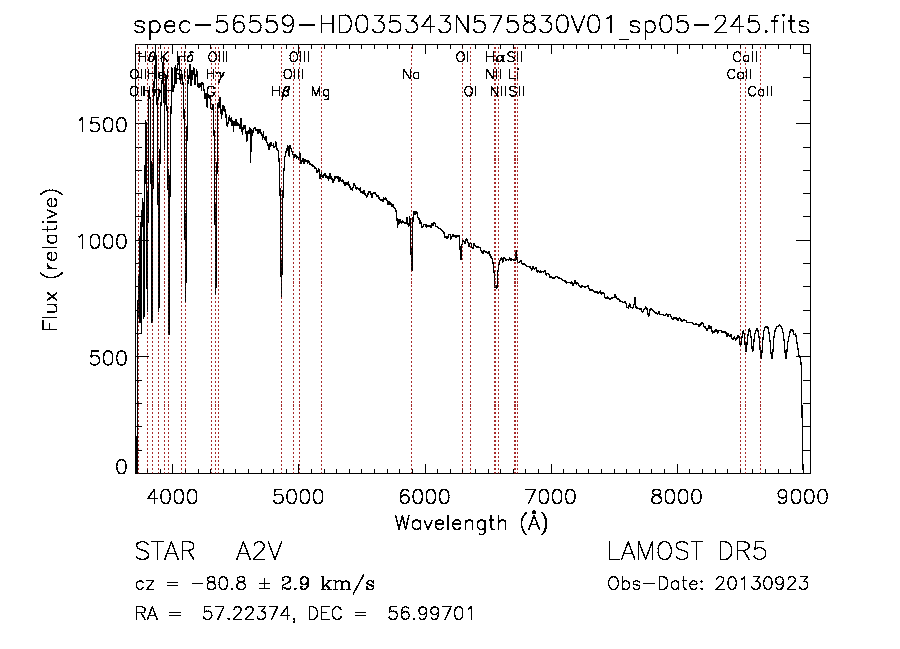 spec-56559-HD035343N575830V01_sp05-245.fits
Hθ K Hδ OIII OIII OI Hα SII CaII
OII Hγ OIII Na NII Li CaII
G Hβ Mg OI NII SII CaII
1500
1000
500
0
Flux (relative)
4000 5000 6000 7000 8000 9000
Wavelength (Å)
STAR A2V LAMOST DR5
cz = -80.8 ± 2.9 km/s Obs-Date: 20130923
RA = 57.22374, DEC = 56.99701